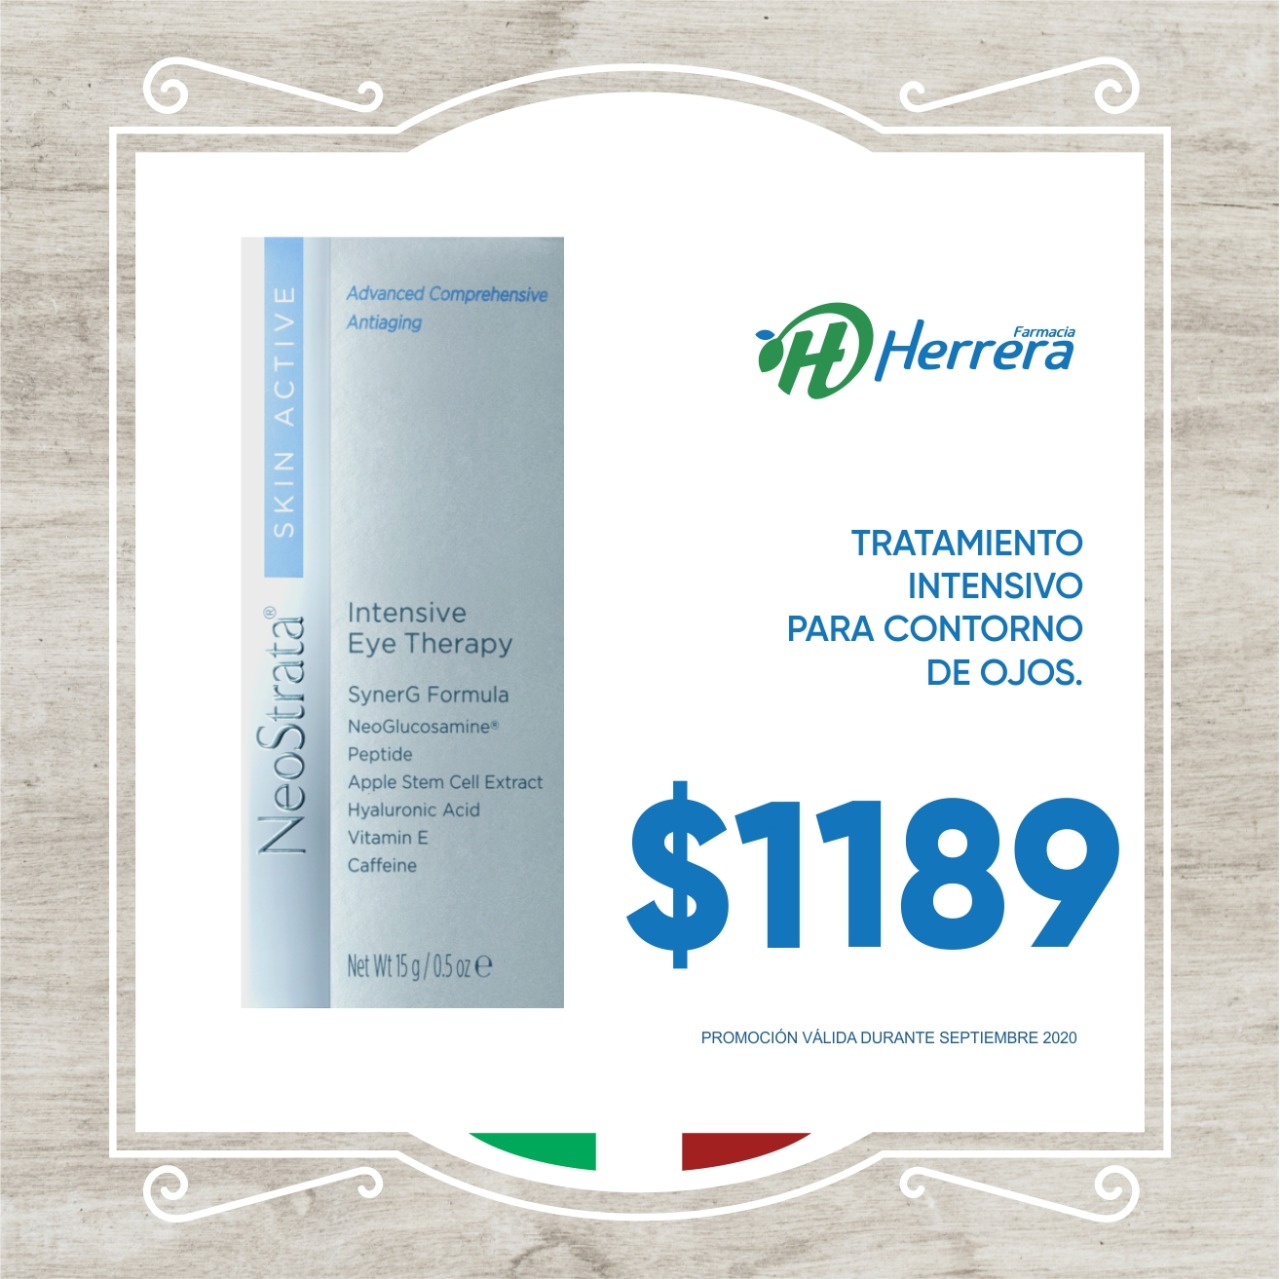 SKIN ACTIVE
NeoStrata®
Advanced Comprehensive
Antiaging
Intensive
Eye Therapy
SynerG Formula
NeoGlucosamine®
Peptide
Apple Stem Cell Extract
Hyaluronic Acid
Vitamin E
Caffeine
Net Wt 15 g / 0.5 oz ℮
H
Farmacia
Herrera
TRATAMIENTO
INTENSIVO
PARA CONTORNO
DE OJOS.
$1189
PROMOCIÓN VÁLIDA DURANTE SEPTIEMBRE 2020